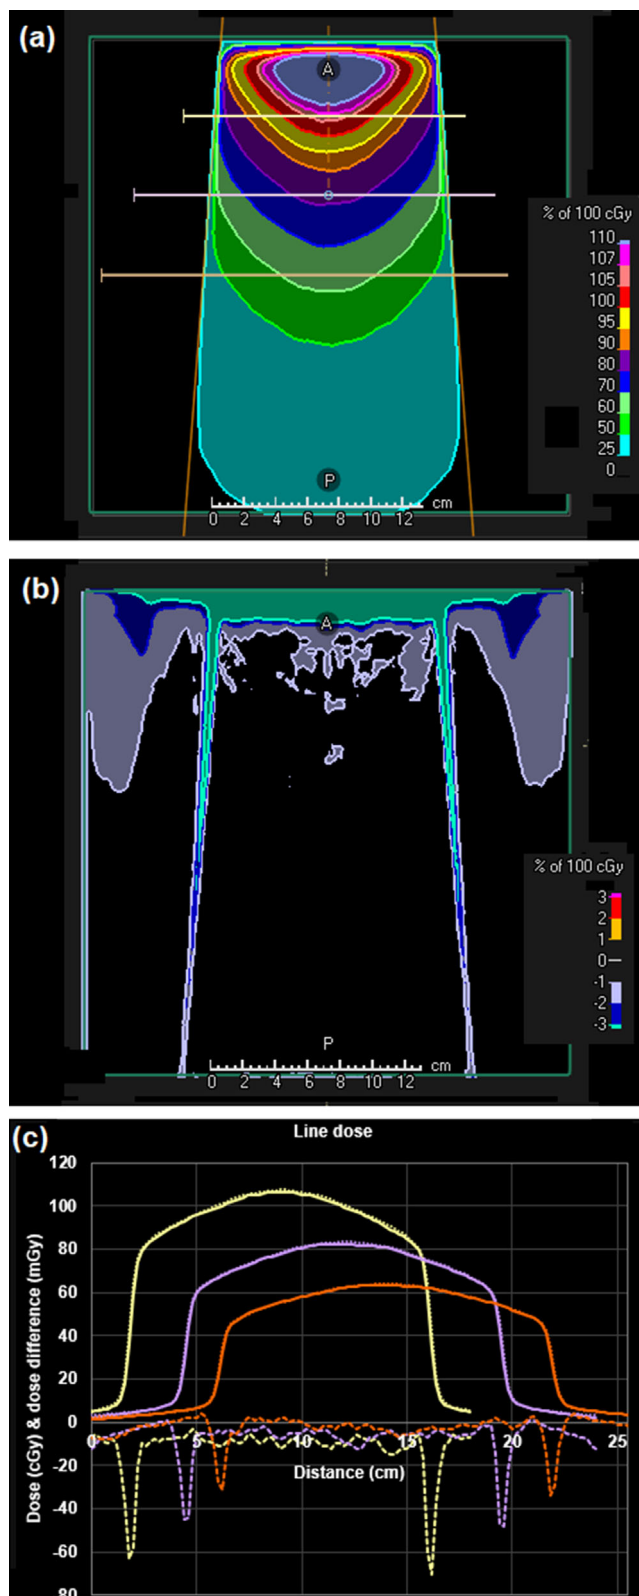 (a)
A
% of 100 cGy
110
107
105
100
95
90
80
70
60
50
25
0
P
cm
0 2 4 6 8 10 12
(b)
A
% of 100 cGy
3
2
1
0
-1
-2
-3
P
cm
0 2 4 6 8 10 12
(c)
Line dose
Dose (cGy) & dose difference (mGy)
120
100
80
60
40
20
0
-20
-40
-60
80
0 5 10 15 20 25
Distance (cm)